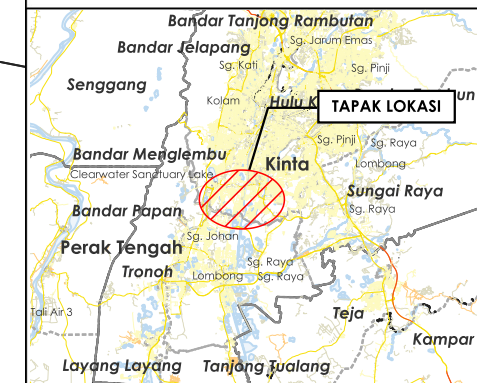 Bandar Tanjong Rambutan
Sg. Jarum Emas
Bandar Jelapang
Sg. Kati
Sg. Pinji
Senggang
Kolam
Hulu
TAPAK LOKASI
Sg. Pinji
Sg. Raya
Bandar Menglembu
Kinta
Lombong
Clearwater Sanctuary Lake
Sungai Raya
Bandar Papan
Sg. Raya
Sg. Johan
Perak Tengah
Sg. Raya
Tronoh
Lombong
Sg. Raya
Tali Air 3
Teja
Kampar
Layang Layang
Tanjong Tualang